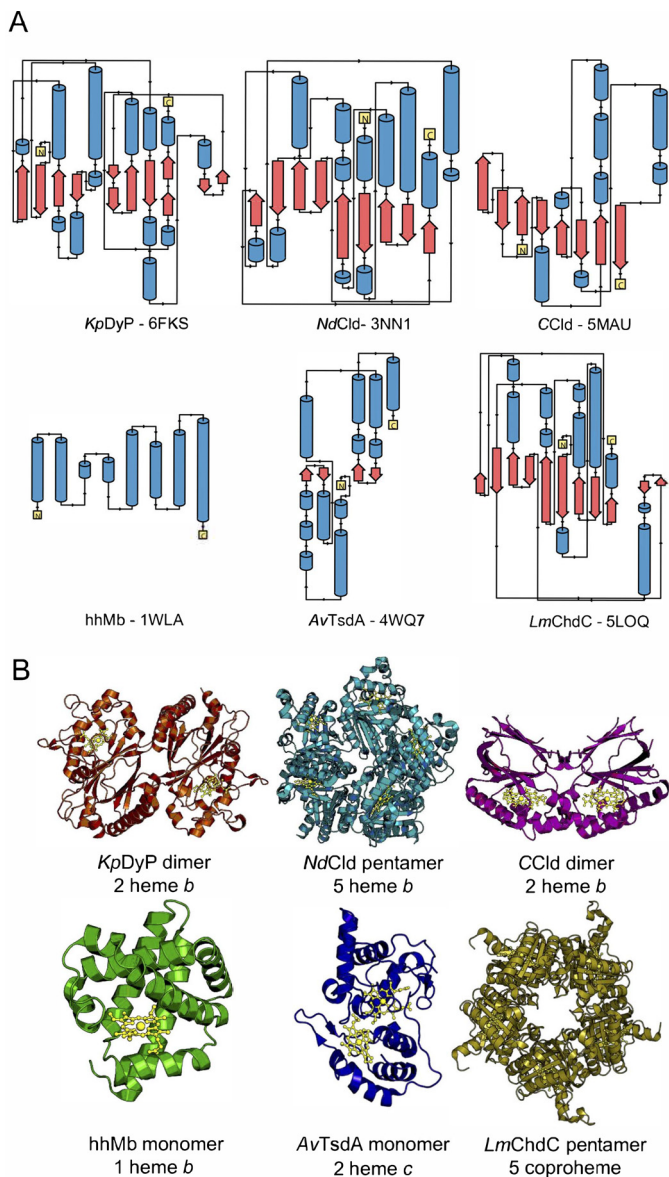 A
N
C
N
C
N
C
KpDyP - 6FKS
NdCld- 3NN1
CCld - 5MAU
N
C
N
C
N
C
hhMb - 1WLA
AvTsdA - 4WQ7
LmChdC - 5LOQ
B
KpDyP dimer
2 heme b
NdCld pentamer
5 heme b
CCld dimer
2 heme b
hhMb monomer
1 heme b
AvTsdA monomer
2 heme c
LmChdC pentamer
5 coproheme